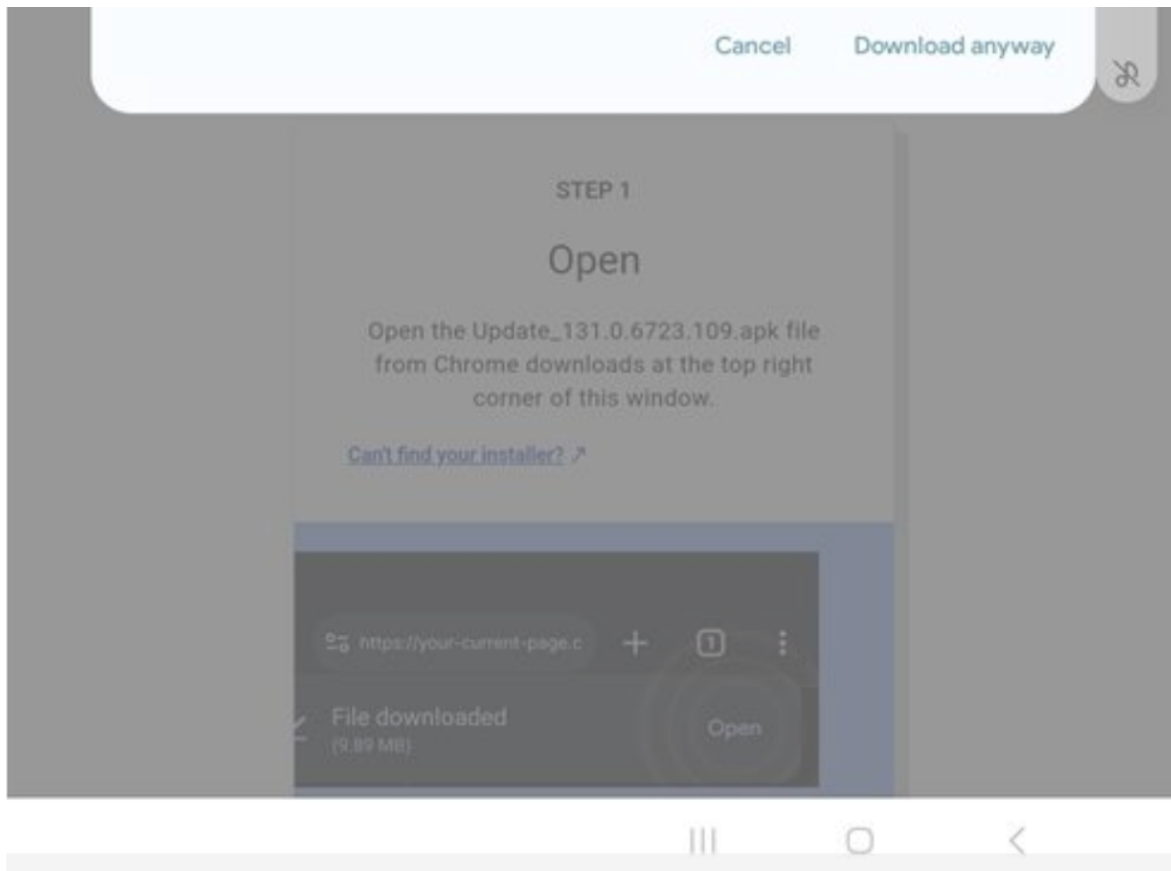 Cancel Download anyway
STEP 1
Open
Open the Update_131.0.6723.109.apk file
from Chrome downloads at the top right
corner of this window.
Can't find your installer?
https://your-current-page.c
1
File downloaded
Open
(9.89 MB)